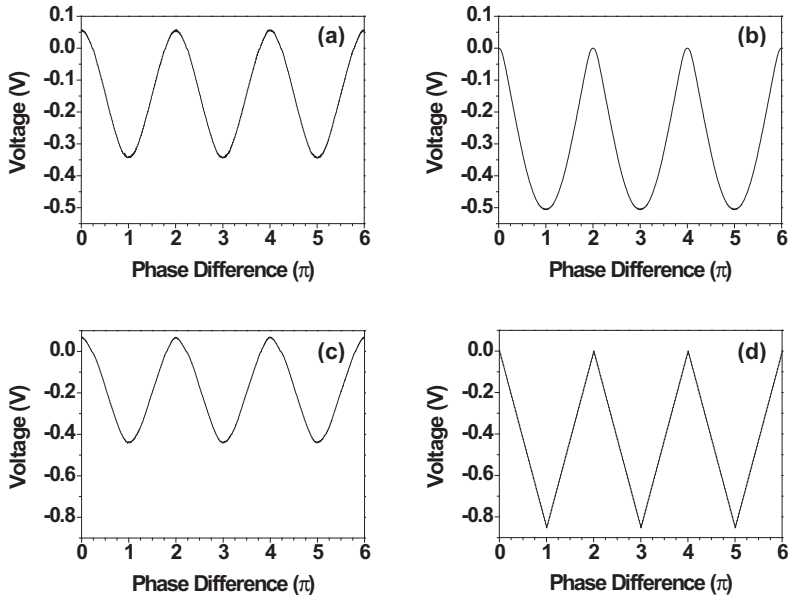 (a)
0.1
0.0
-0.1
-0.2
-0.3
-0.4
-0.5
Voltage (V)
0 1 2 3 4 5 6
Phase Difference (π)
(b)
0.1
0.0
-0.1
-0.2
-0.3
-0.4
-0.5
Voltage (V)
0 1 2 3 4 5 6
Phase Difference (π)
(c)
0.0
-0.2
-0.4
-0.6
-0.8
Voltage (V)
0 1 2 3 4 5 6
Phase Difference (π)
(d)
0.0
-0.2
-0.4
-0.6
-0.8
Voltage (V)
0 1 2 3 4 5 6
Phase Difference (π)